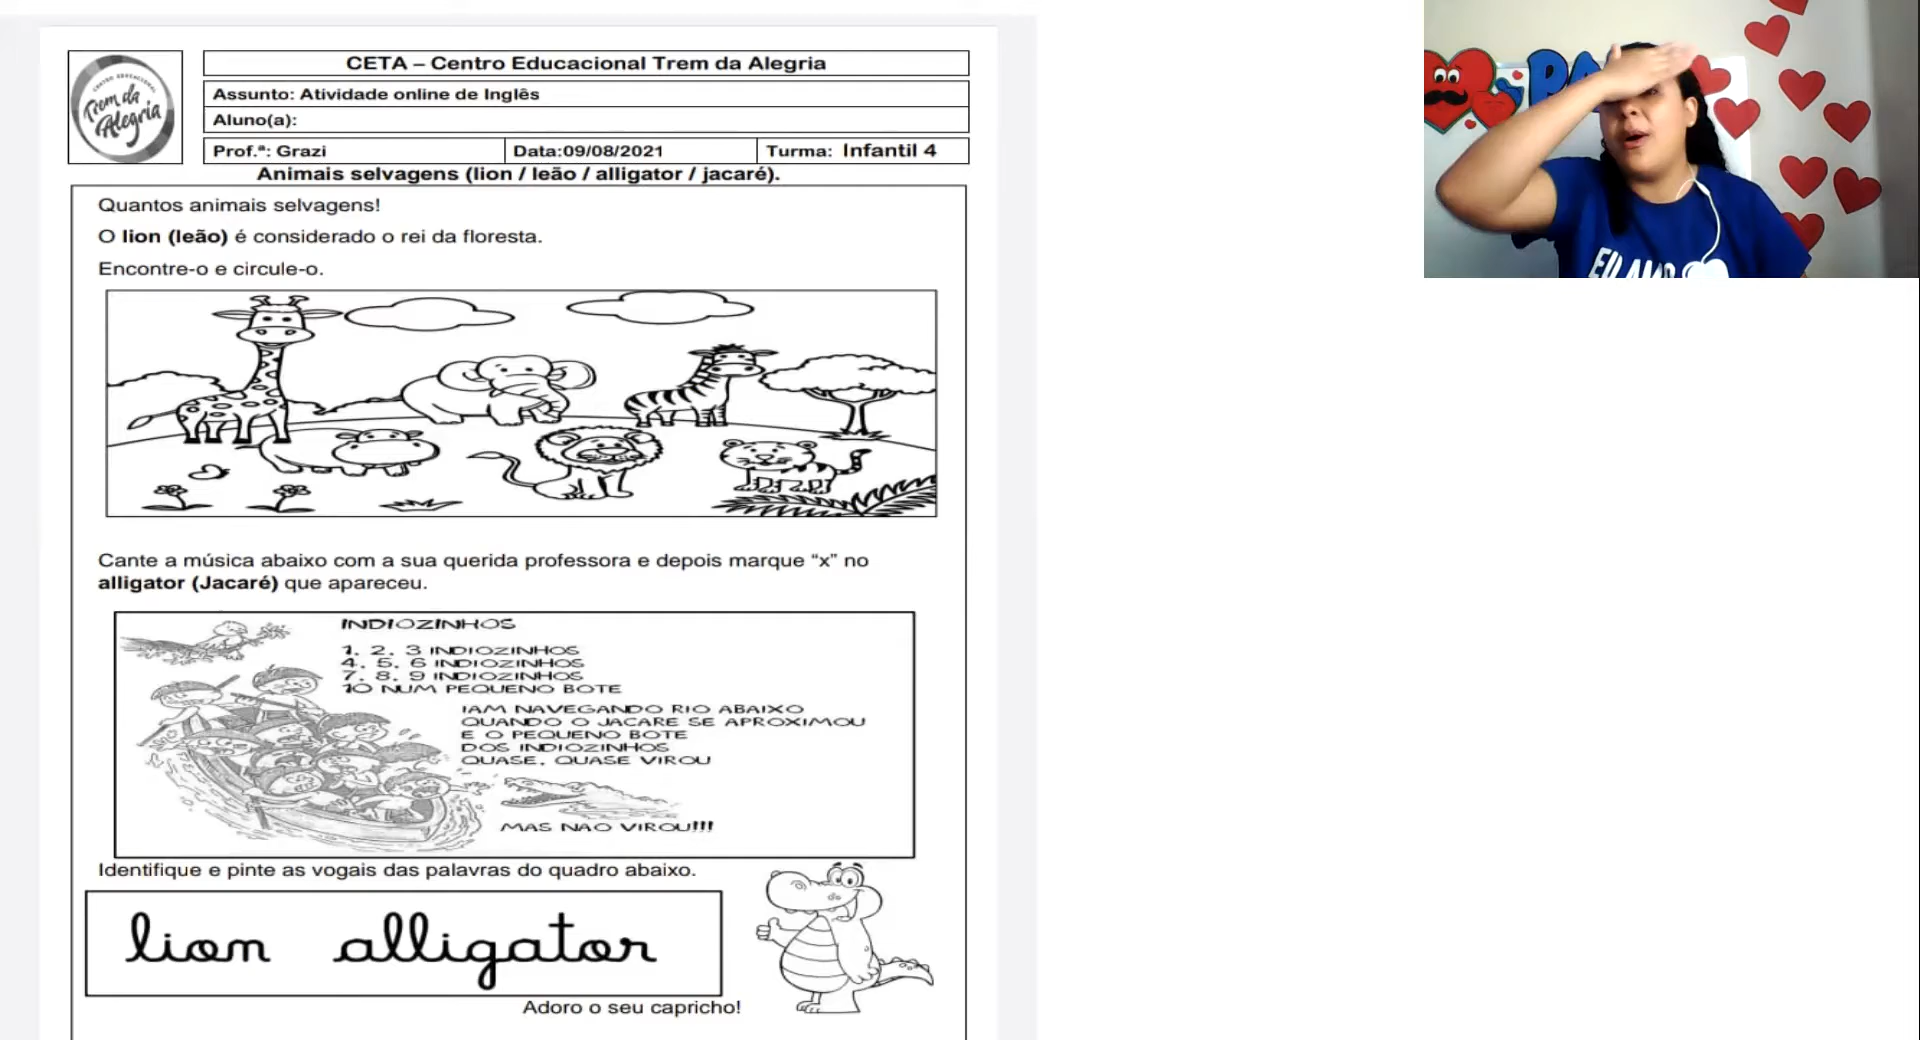 CENTRO EDUCACIONAL
Trem da
Alegria
CETA – Centro Educacional Trem da Alegria
Assunto: Atividade online de Inglês
Aluno(a):
Prof.ª: Grazi
Data:09/08/2021
Turma: Infantil 4
Animais selvagens (lion / leão / alligator / jacaré).
Quantos animais selvagens!
O lion (leão) é considerado o rei da floresta.
Encontre-o e circule-o.
Cante a música abaixo com a sua querida professora e depois marque “x” no
alligator (Jacaré) que apareceu.
INDIOZINHOS
1, 2, 3 INDIOZINHOS
4, 5, 6 INDIOZINHOS
7, 8, 9 INDIOZINHOS
10 NUM PEQUENO BOTE
IAM NAVEGANDO RIO ABAIXO
QUANDO O JACARE SE APROXIMOU
E O PEQUENO BOTE
DOS INDIOZINHOS
QUASE, QUASE VIROU
MAS NAO VIROU!!!
Identifique e pinte as vogais das palavras do quadro abaixo.
lion alligator
Adoro o seu capricho!
EU AMO